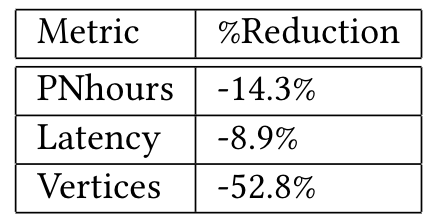 Metric %Reduction
PNhours -14.3%
Latency -8.9%
Vertices -52.8%